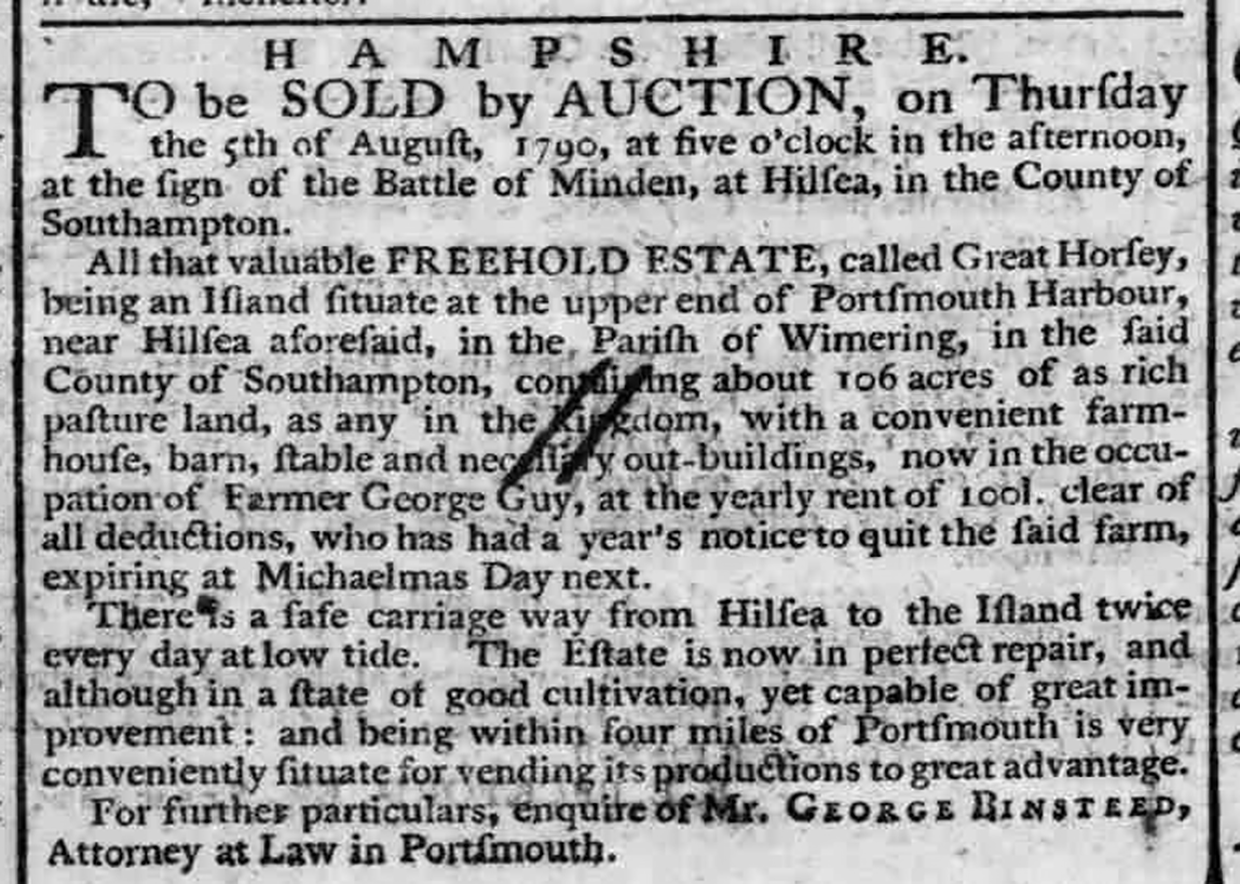 H A M P S H I R E.
TO be SOLD by AUCTION, on Thurſday
the 5th of Auguſt, 1790, at five o'clock in the afternoon,
at the ſign of the Battle of Minden, at Hilſea, in the County of
Southampton.
All that valuable FREEHOLD ESTATE, called Great Horſey,
being an Iſland ſituate at the upper end of Portſmouth Harbour,
near Hilſea aforeſaid, in the Pariſh of Wimering, in the ſaid
County of Southampton, containing about 106 acres of as rich
paſture land, as any in the kingdom, with a convenient farm-
houſe, barn, ſtable and neceſſary out-buildings, now in the occu-
pation of Farmer George Guy, at the yearly rent of 100l. clear of
all deductions, who has had a year's notice to quit the ſaid farm,
expiring at Michaelmas Day next.
There is a ſafe carriage way from Hilſea to the Iſland twice
every day at low tide. The Eſtate is now in perfect repair, and
although in a ſtate of good cultivation, yet capable of great im-
provement: and being within four miles of Portſmouth is very
conveniently ſituate for vending its productions to great advantage.
For further particulars, enquire of Mr. GEORGE BINSTEED,
Attorney at Law in Portſmouth.